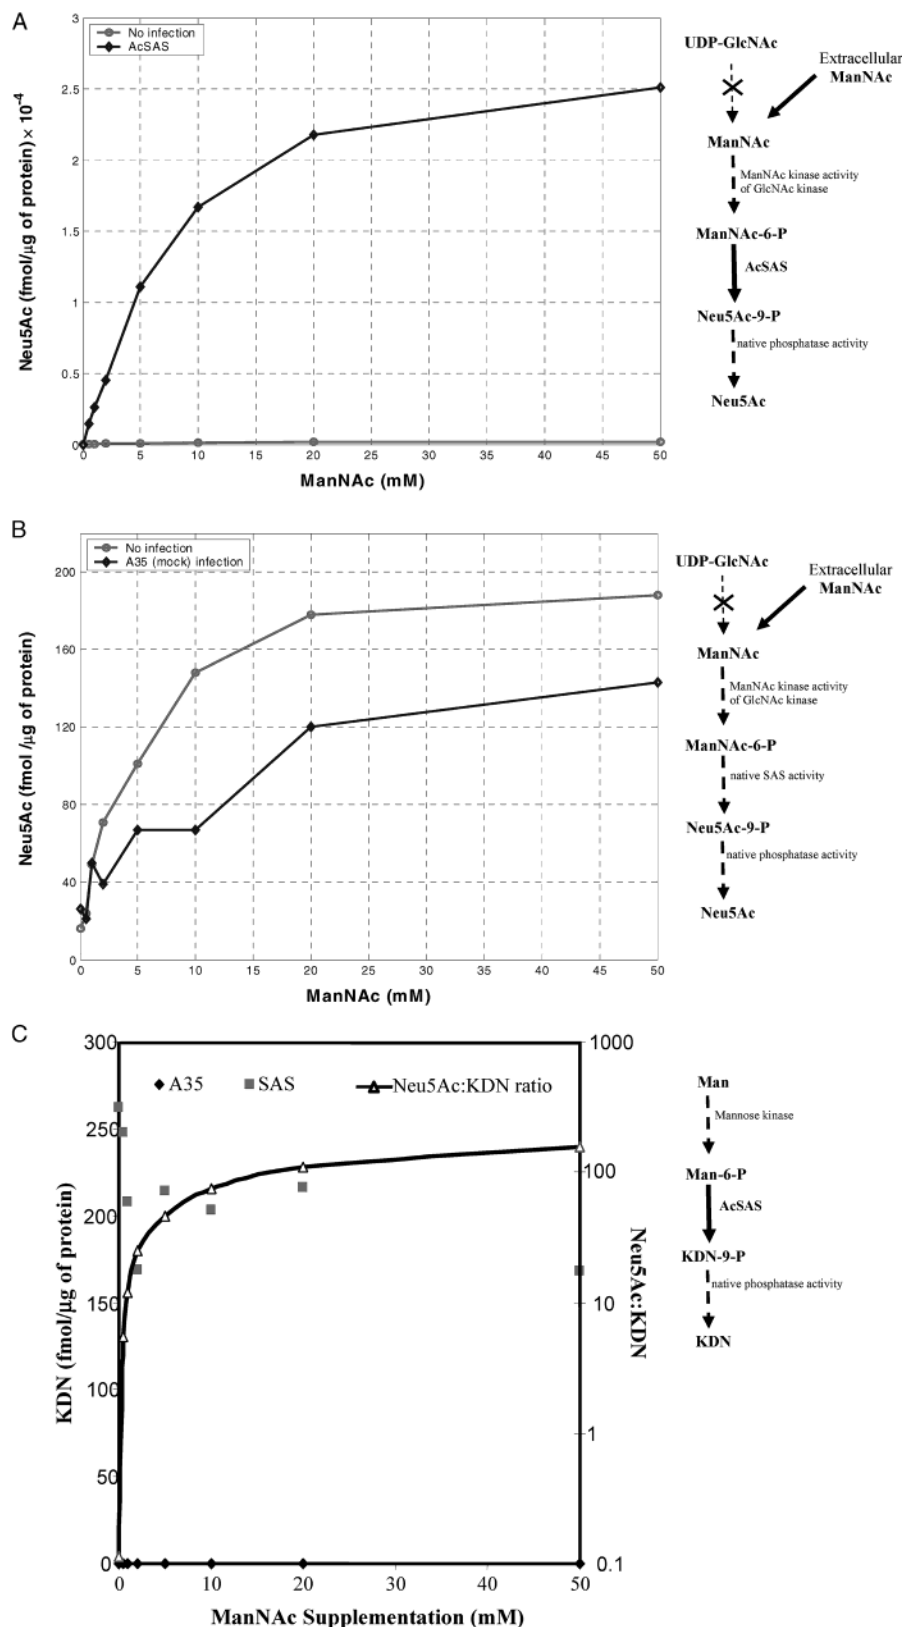 A
No infection
AcSAS
Neu5Ac (fmol/μg of protein) × 10⁻⁴
3
2.5
2
1.5
1
0.5
0
0 5 10 15 20 25 30 35 40 45 50
ManNAc (mM)
UDP-GlcNAc
Extracellular
ManNAc
ManNAc
ManNAc kinase activity
of GlcNAc kinase
ManNAc-6-P
AcSAS
Neu5Ac-9-P
native phosphatase activity
Neu5Ac
B
No infection
A35 (mock) infection
Neu5Ac (fmol /μg of protein)
200
160
120
80
40
0
0 5 10 15 20 25 30 35 40 45 50
ManNAc (mM)
UDP-GlcNAc
Extracellular
ManNAc
ManNAc
ManNAc kinase activity
of GlcNAc kinase
ManNAc-6-P
native SAS activity
Neu5Ac-9-P
native phosphatase activity
Neu5Ac
C
A35 SAS Neu5Ac:KDN ratio
KDN (fmol/μg of protein)
300
250
200
150
100
50
0
1000
100
10
1
0.1
Neu5Ac:KDN
0 10 20 30 40 50
ManNAc Supplementation (mM)
Man
Mannose kinase
Man-6-P
AcSAS
KDN-9-P
native phosphatase activity
KDN